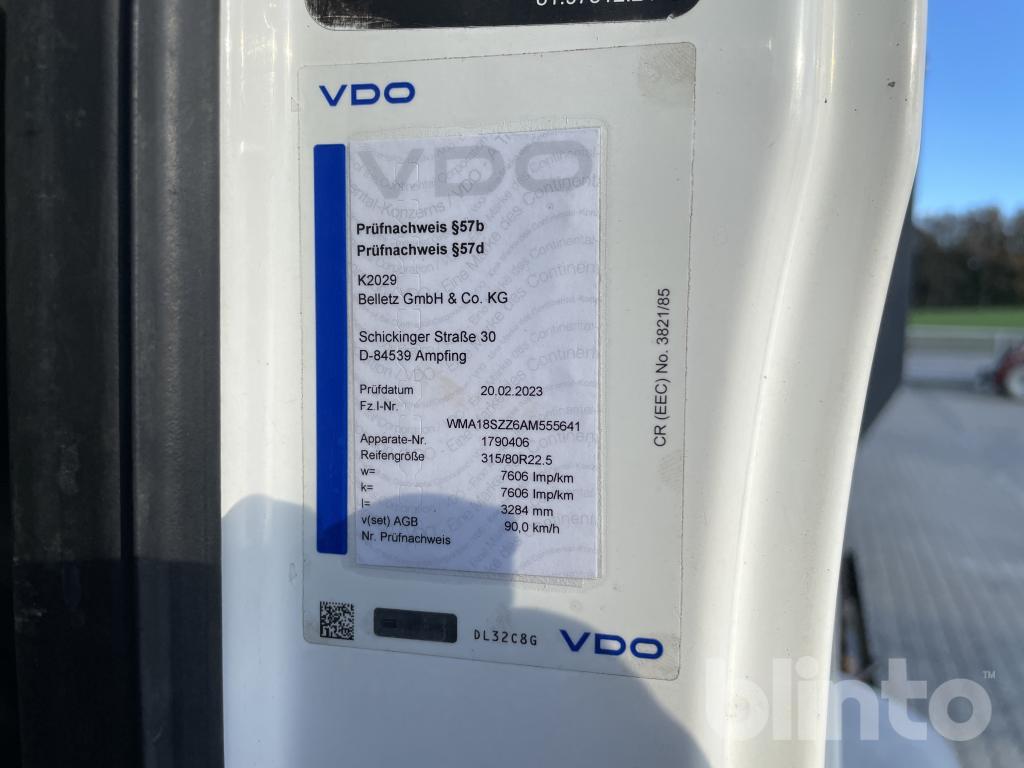 VDO
VDO
Prüfnachweis §57b
Prüfnachweis §57d
K2029
Belletz GmbH & Co. KG
Schickinger Straße 30
D-84539 Ampfing
Prüfdatum 20.02.2023
Fz.I-Nr.
WMA18SZZ6AM555641
Apparate-Nr. 1790406
Reifengröße 315/80R22.5
w= 7606 Imp/km
k= 7606 Imp/km
l= 3284 mm
v(set) AGB 90,0 km/h
Nr. Prüfnachweis
CR (EEC) No. 3821/85
DL32C8G
VDO
blinto™